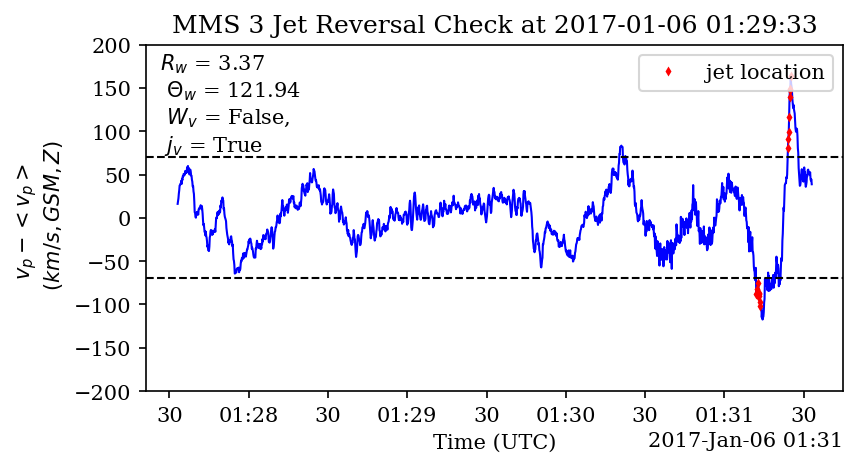 MMS 3 Jet Reversal Check at 2017-01-06 01:29:33
R_w = 3.37
Θ_w = 121.94
W_v = False,
j_v = True
jet location
v_p − < v_p >
(km/s, GSM, Z)
200
150
100
50
0
−50
−100
−150
−200
30 01:28 30 01:29 30 01:30 30 01:31 30
Time (UTC)
2017-Jan-06 01:31